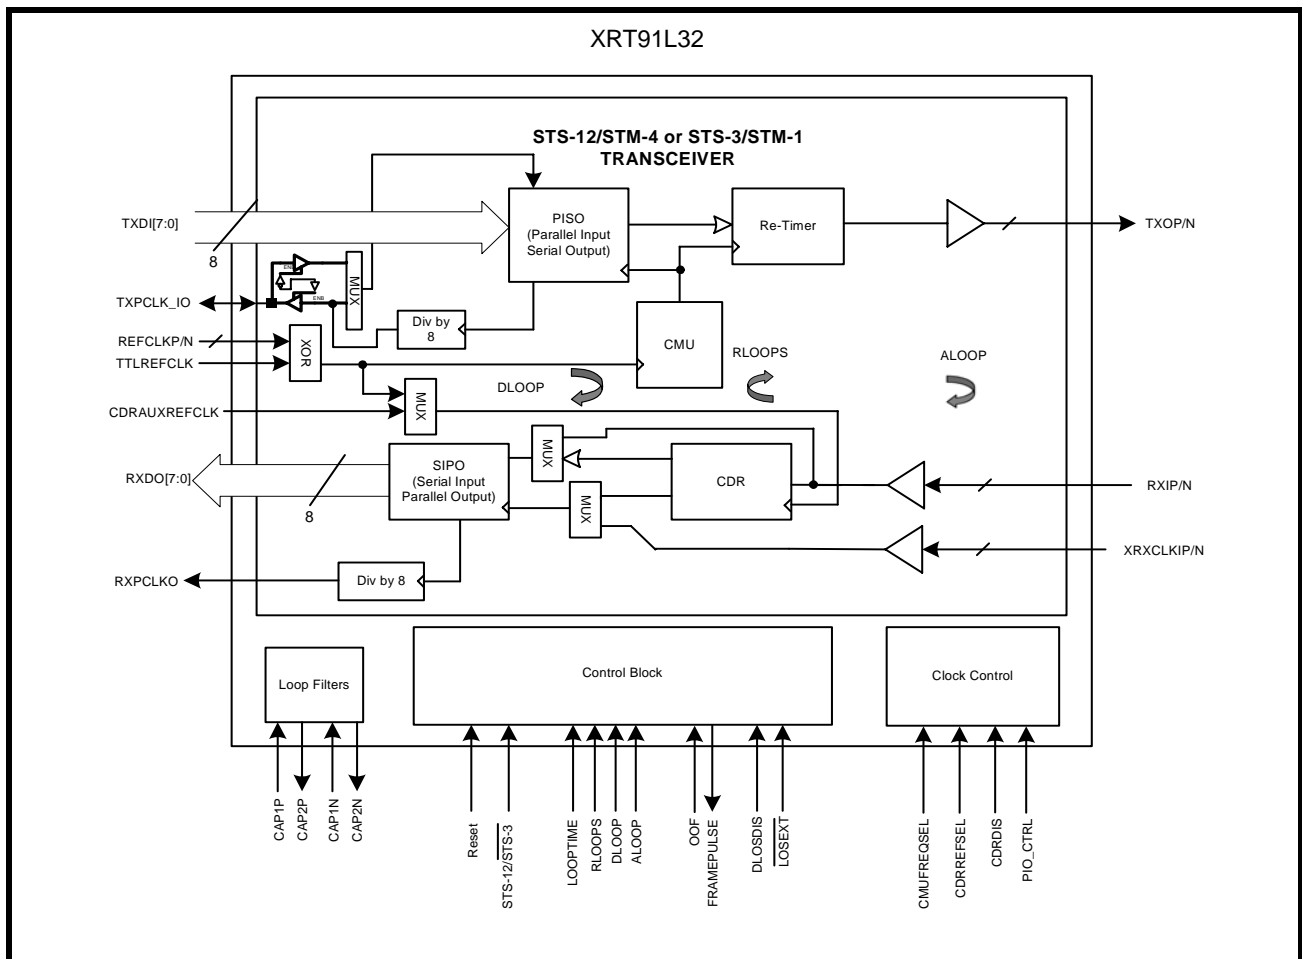 XRT91L32
STS-12/STM-4 or STS-3/STM-1
TRANSCEIVER
TXDI[7:0]
8
PISO
(Parallel Input
Serial Output)
Re-Timer
TXOP/N
ENB
ENB
MUX
TXPCLK_IO
Div by
8
CMU
REFCLKP/N
TTLREFCLK
XOR
DLOOP
RLOOPS
ALOOP
CDRAUXREFCLK
MUX
RXDO[7:0]
8
SIPO
(Serial Input
Parallel Output)
MUX
MUX
CDR
RXIP/N
XRXCLKIP/N
RXPCLKO
Div by 8
Loop Filters
Control Block
Clock Control
CAP1P
CAP2P
CAP1N
CAP2N
Reset
STS-12/STS-3
LOOPTIME
RLOOPS
DLOOP
ALOOP
OOF
FRAMEPULSE
DLOSDIS
LOSEXT
CMUFREQSEL
CDRREFSEL
CDRDIS
PIO_CTRL